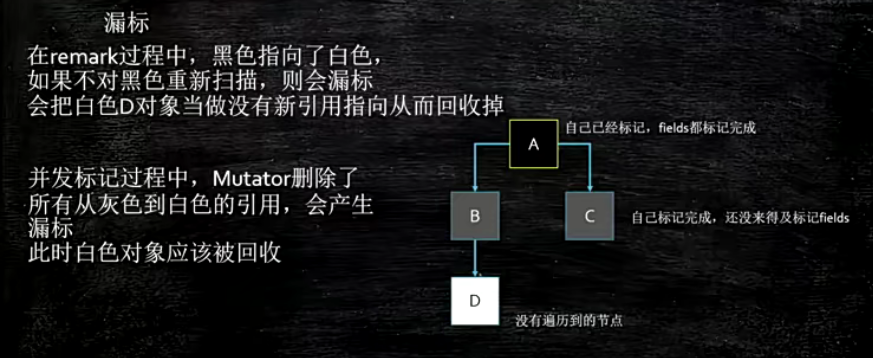 漏标
在remark过程中，黑色指向了白色，
如果不对黑色重新扫描，则会漏标
会把白色D对象当做没有新引用指向从而回收掉
A
自己已经标记，fields都标记完成
并发标记过程中，Mutator删除了
所有从灰色到白色的引用，会产生
漏标
此时白色对象应该被回收
B
C
自己标记完成，还没来得及标记fields
D
没有遍历到的节点